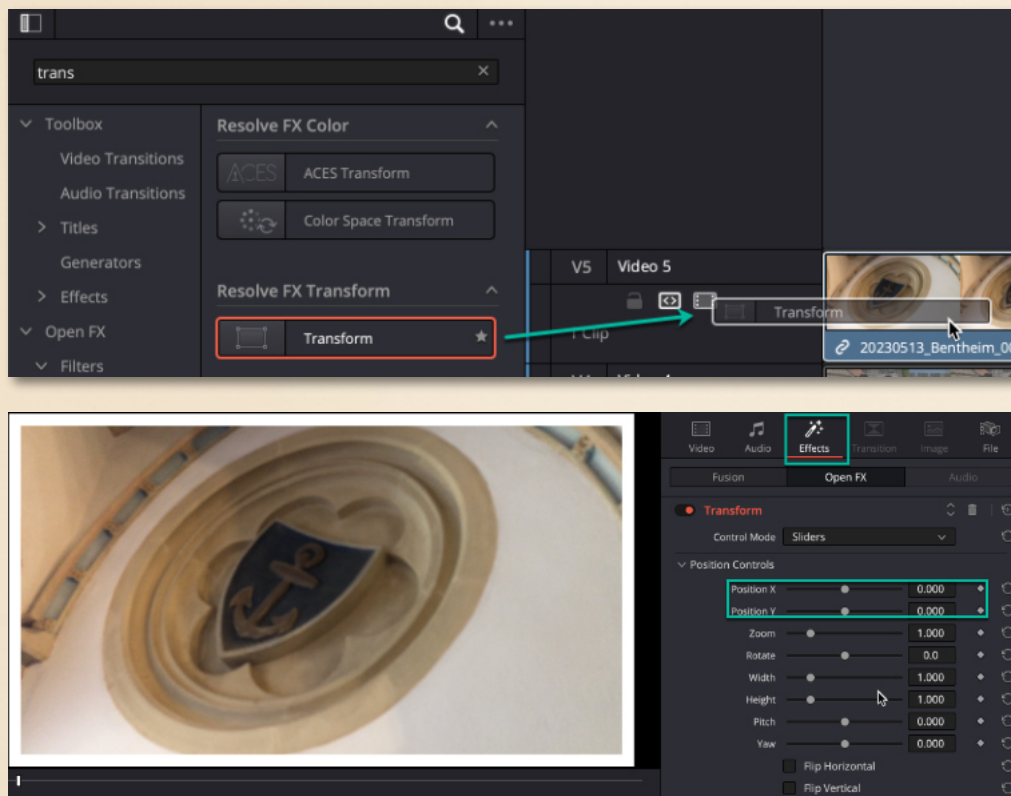 trans
Toolbox
Video Transitions
Audio Transitions
Titles
Generators
Effects
Open FX
Filters
Resolve FX Color
ACES
ACES Transform
Color Space Transform
Resolve FX Transform
Transform
V5 Video 5
Transform
1 Clip
20230513_Bentheim_00
Video Audio Effects Transition Image File
Fusion Open FX Audio
Transform
Control Mode Sliders
Position Controls
Position X 0.000
Position Y 0.000
Zoom 1.000
Rotate 0.0
Width 1.000
Height 1.000
Pitch 0.000
Yaw 0.000
Flip Horizontal
Flip Vertical